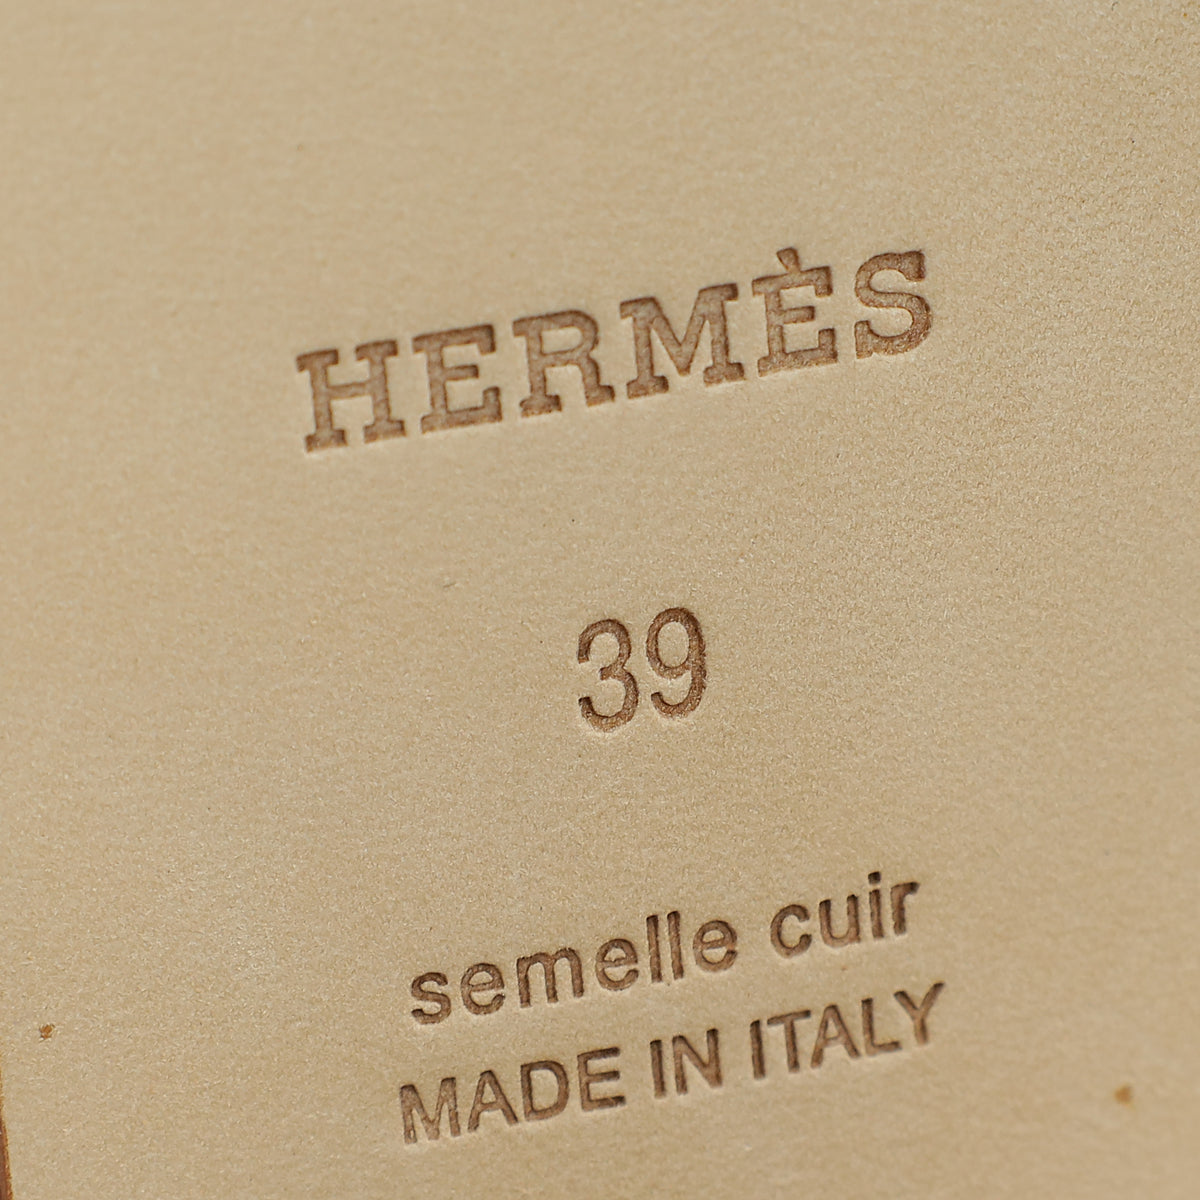 HERMÈS
39
semelle cuir
MADE IN ITALY